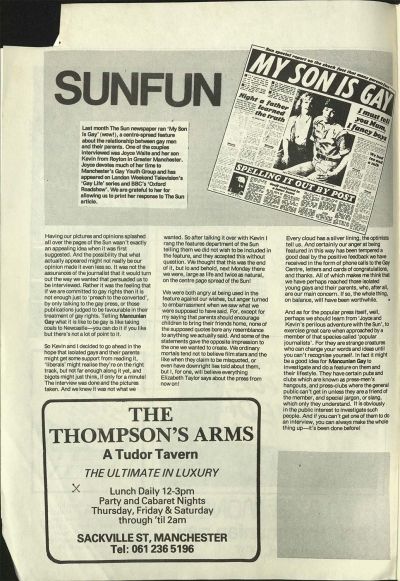 SUNFUN
Last month The Sun newspaper ran 'My Son
is Gay' (wow!), a centre-spread feature
about the relationship between gay men
and their parents. One of the couples
interviewed was Joyce Waite and her son
Kevin from Royton in Greater Manchester.
Joyce devotes much of her time to
Manchester's Gay Youth Group and has
appeared on London Weekend Television's
'Gay Life' series and BBC's 'Oxford
Roadshow'. We are grateful to her for
allowing us to print her response to The Sun
article.
MY SON IS GAY
Night a father
learned
the truth
I must tell
you Mum,
I fancy boys
SPELLING IT OUT BY POST
Having our pictures and opinions splashed
all over the pages of the Sun wasn't exactly
an appealing idea when it was first
suggested. And the possibility that what
actually appeared might not really be our
opinion made it even less so. It was not the
assurances of the journalist that it would turn
out the way we wanted that persuaded us to
be interviewed. Rather it was the feeling that
if we are committed to gay rights then it is
not enough just to 'preach to the converted',
by only talking to the gay press, or those
publications judged to be favourable in their
treatment of gay rights. Telling Mancunian
Gay what it is like to be gay is like taking
coals to Newcastle—you can do it if you like
but there's not a lot of point to it.
So Kevin and I decided to go ahead in the
hope that isolated gays and their parents
might get some support from reading it,
'liberals' might realise they're on the right
track, but not far enough along it yet, and
bigots might just think, if only for a minute!
The interview was done and the pictures
taken. And we knew it was not what we
wanted. So after talking it over with Kevin I
rang the features department of the Sun
telling them we did not wish to be included in
the feature, and they accepted this without
question. We thought that this was the end
of it, but lo and behold, next Monday there
we were, large as life and twice as natural,
on the centre page spread of the Sun!
We were both angry at being used in the
feature against our wishes, but anger turned
to embarrassment when we saw what we
were supposed to have said. For, except for
my saying that parents should encourage
children to bring their friends home, none of
the supposed quotes bore any resemblance
to anything we actually said. And some of the
statements gave the opposite impression to
the one we wanted to create. We ordinary
mortals tend not to believe film stars and the
like when they claim to be misquoted, or
even have downright lies told about them,
but I, for one, will believe everything
Elizabeth Taylor says about the press from
now on!
Every cloud has a silver lining, the optimists
tell us. And certainly our anger at being
featured in this way has been tempered a
good deal by the positive feedback we have
received in the form of phone calls to the Gay
Centre, letters and cards of congratulations,
and thanks. All of which makes me think that
we have perhaps reached those isolated
young gays and their parents, who, after all,
are our main concern. If so, the whole thing,
on balance, will have been worthwhile.
And as for the popular press itself, well,
perhaps we should learn from 'Joyce and
Kevin's perilous adventure with the Sun', to
exercise great care when approached by a
member of that species called 'popular
journalist'. For they are strange creatures
who can change your words and ideas until
you can't recognise yourself. In fact it might
be a good idea for Mancunian Gay to
investigate and do a feature on them and
their lifestyle. They have certain pubs and
clubs which are known as press-men's
hangouts, and press-clubs where the general
public can't get in unless they are a friend of
the member, and special jargon, or slang,
which only they understand. It is obviously
in the public interest to investigate such
people. And if you can't get one of them to do
an interview, you can always make the whole
thing up—it's been done before!
THE
THOMPSON'S ARMS
A Tudor Tavern
THE ULTIMATE IN LUXURY
X
Lunch Daily 12-3pm
Party and Cabaret Nights
Thursday, Friday & Saturday
through 'til 2am
SACKVILLE ST, MANCHESTER
Tel: 061 236 5196